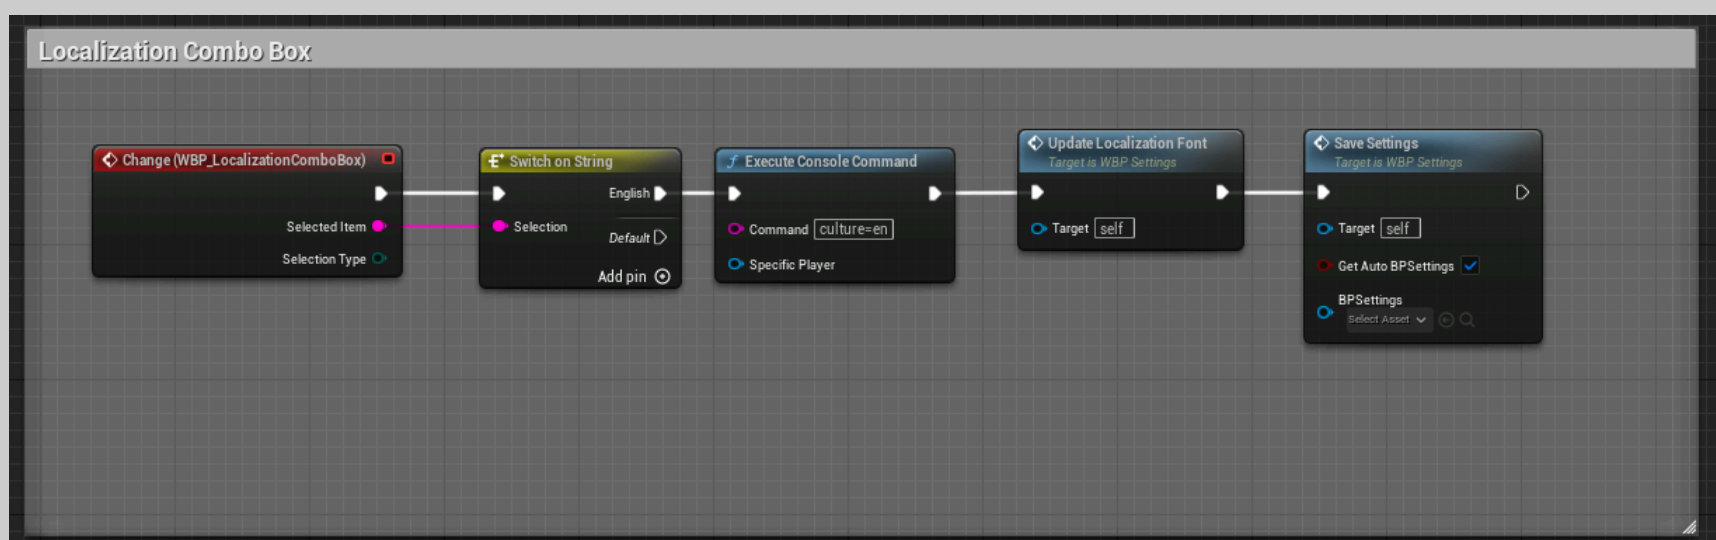 Localization Combo Box
Change (WBP_LocalizationComboBox)
Selected Item
Selection Type
Switch on String
English
Selection
Default
Add pin
Execute Console Command
Command culture=en
Specific Player
Update Localization Font
Target is WBP Settings
Target self
Save Settings
Target is WBP Settings
Target self
Get Auto BPSettings
BPSettings
Select Asset